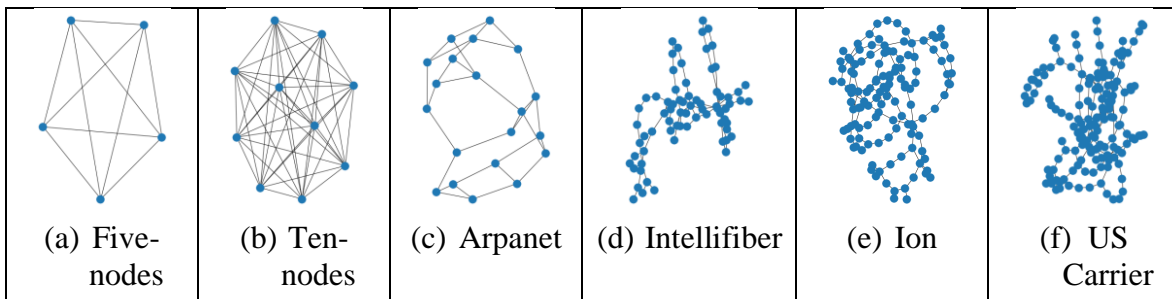 (a) Five-
nodes
(b) Ten-
nodes
(c) Arpanet
(d) Intellifiber
(e) Ion
(f) US
Carrier